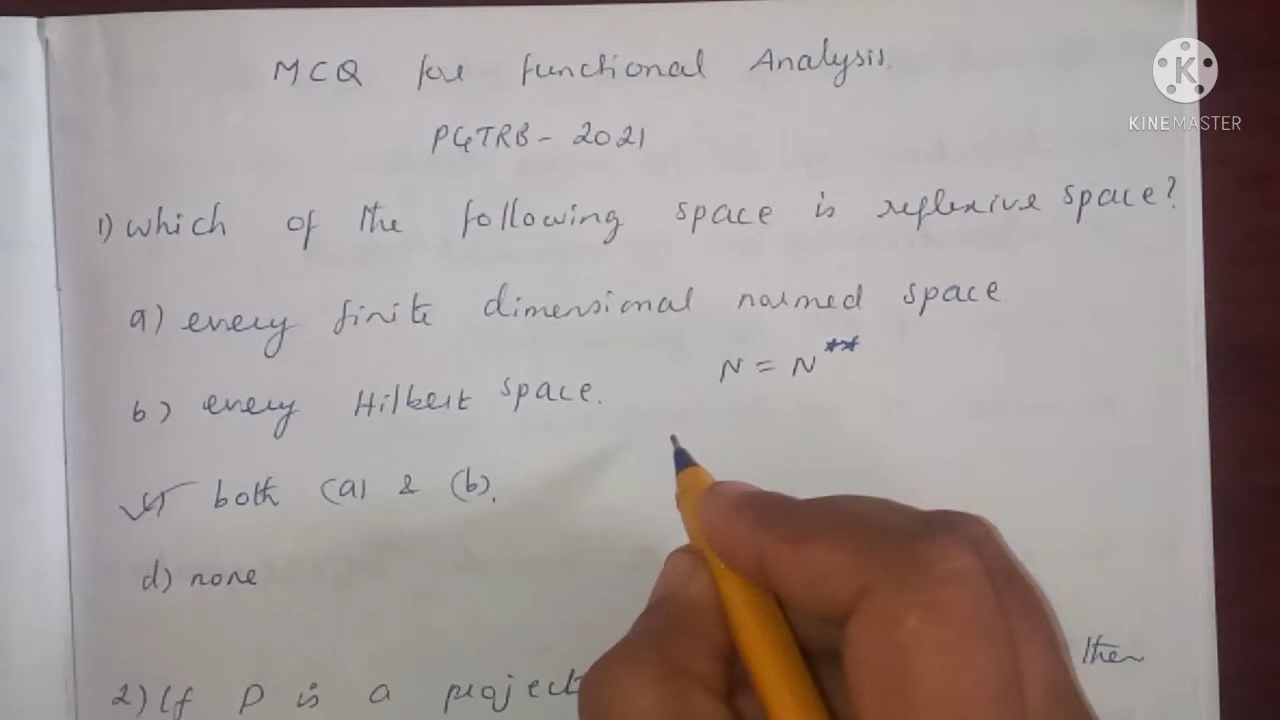 MCQ for functional Analysis.
PGTRB - 2021
1) which of the following space is reflexive space?
a) every finite dimensional normed space.
N = N**
b) every Hilbert space.
both (a) & (b).
d) none
2) If P is a project
then
KINEMASTER